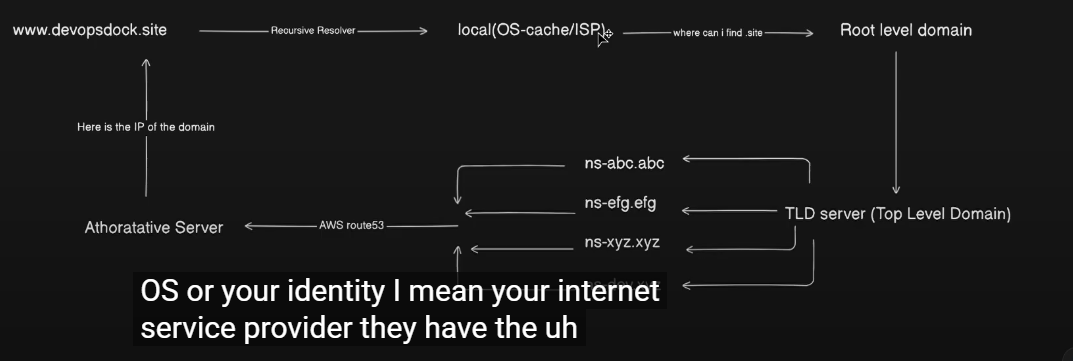 www.devopsdock.site
Recursive Resolver
local(OS-cache/ISP)
where can i find .site
Root level domain
Here is the IP of the domain
ns-abc.abc
ns-efg.efg
TLD server (Top Level Domain)
Athoratative Server
AWS route53
ns-xyz.xyz
OS or your identity I mean your internet
service provider they have the uh